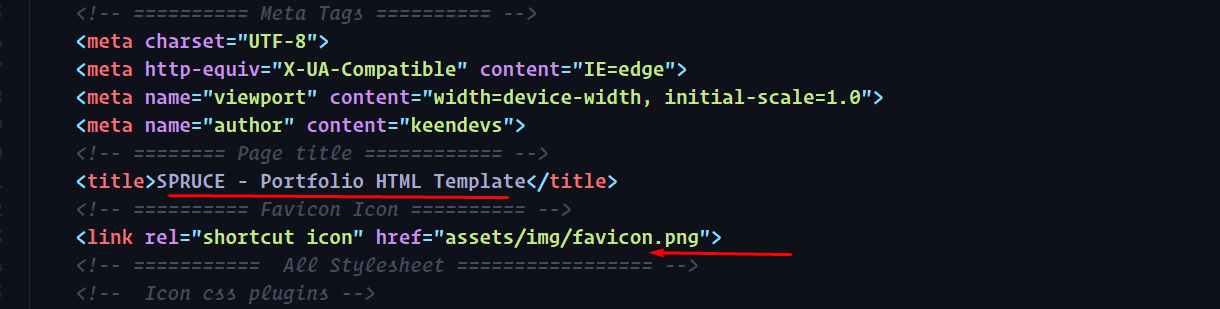 <!-- ========== Meta Tags ========== -->
<meta charset="UTF-8">
<meta http-equiv="X-UA-Compatible" content="IE=edge">
<meta name="viewport" content="width=device-width, initial-scale=1.0">
<meta name="author" content="keendevs">
<!-- ======== Page title ============ -->
<title>SPRUCE - Portfolio HTML Template</title>
<!-- ========== Favicon Icon ========== -->
<link rel="shortcut icon" href="assets/img/favicon.png">
<!-- ===========  All Stylesheet ================= -->
<!--  Icon css plugins -->